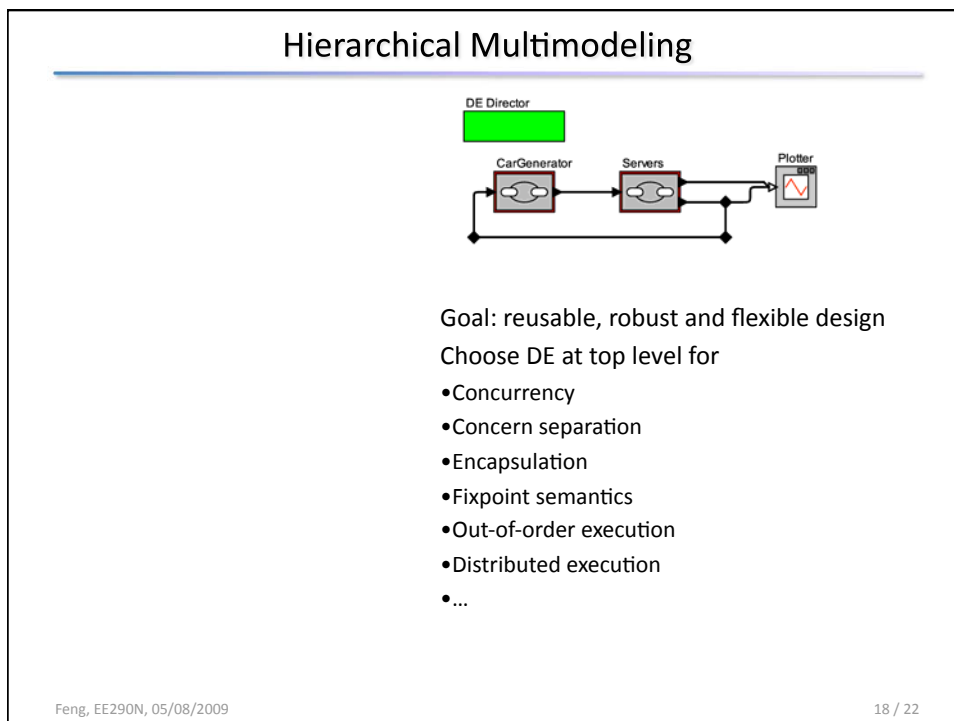 Hierarchical Multimodeling
DE Director
CarGenerator
Servers
Plotter
Goal: reusable, robust and flexible design
Choose DE at top level for
•Concurrency
•Concern separation
•Encapsulation
•Fixpoint semantics
•Out-of-order execution
•Distributed execution
•...
Feng, EE290N, 05/08/2009
18 / 22